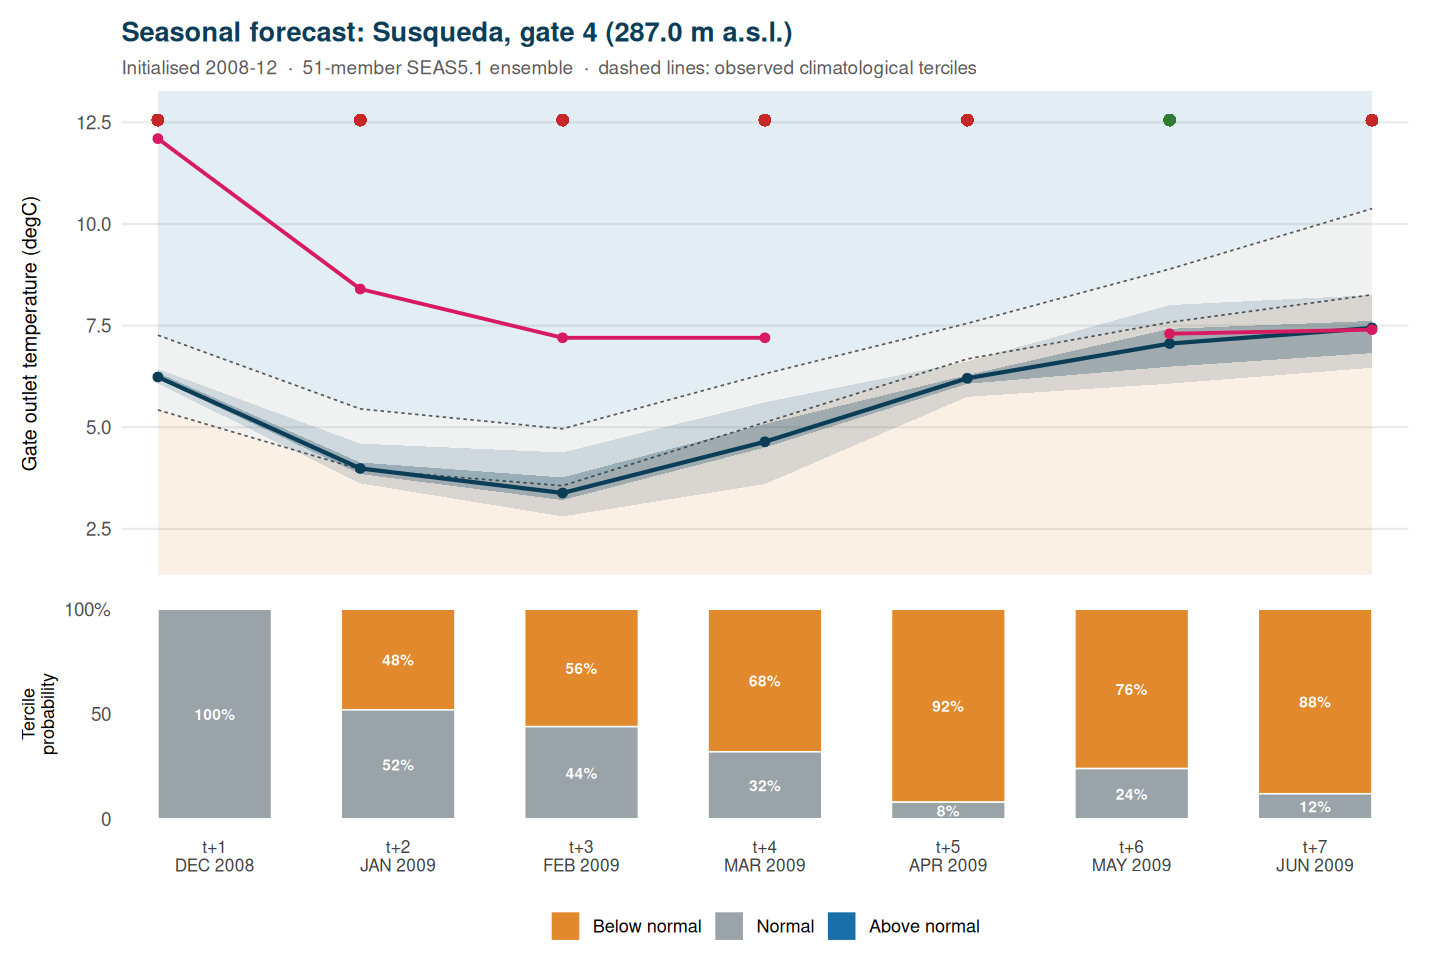 Seasonal forecast: Susqueda, gate 4 (287.0 m a.s.l.)
Initialised 2008-12 · 51-member SEAS5.1 ensemble · dashed lines: observed climatological terciles
Gate outlet temperature (degC)
12.5
10.0
7.5
5.0
2.5
Tercile
probability
100%
50
0
100%
48%
52%
56%
44%
68%
32%
92%
8%
76%
24%
88%
12%
t+1
DEC 2008
t+2
JAN 2009
t+3
FEB 2009
t+4
MAR 2009
t+5
APR 2009
t+6
MAY 2009
t+7
JUN 2009
Below normal
Normal
Above normal